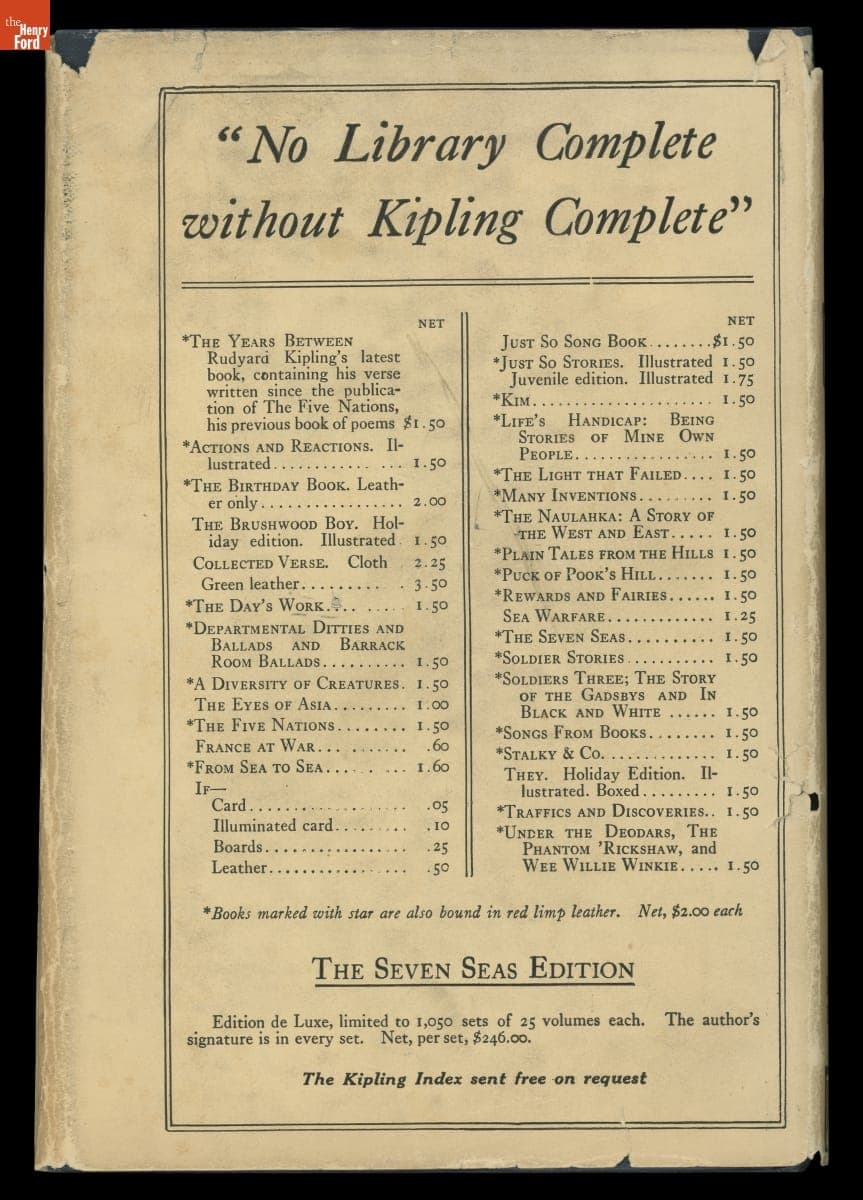 the
Henry
Ford
"No Library Complete
without Kipling Complete"
NET
*The Years Between
Rudyard Kipling's latest
book, containing his verse
written since the publica-
tion of The Five Nations,
his previous book of poems $1.50
*Actions and Reactions. Il-
lustrated............ ... 1.50
*The Birthday Book. Leath-
er only................. 2.00
The Brushwood Boy. Hol-
iday edition. Illustrated. 1.50
Collected Verse. Cloth 2.25
Green leather......... . 3.50
*The Day's Work.... ..... 1.50
*Departmental Ditties and
Ballads and Barrack
Room Ballads.......... 1.50
*A Diversity of Creatures. 1.50
The Eyes of Asia......... 1.00
*The Five Nations........ 1.50
France at War... ....... .60
*From Sea to Sea..... ... 1.60
If—
Card.................. .05
Illuminated card........ .10
Boards................. .25
Leather................ .50
NET
Just So Song Book........$1.50
*Just So Stories. Illustrated 1.50
Juvenile edition. Illustrated 1.75
*Kim..................... 1.50
*Life's Handicap: Being
Stories of Mine Own
People................ 1.50
*The Light that Failed.... 1.50
*Many Inventions......... 1.50
*The Naulahka: A Story of
the West and East..... 1.50
*Plain Tales from the Hills 1.50
*Puck of Pook's Hill....... 1.50
*Rewards and Fairies...... 1.50
Sea Warfare............. 1.25
*The Seven Seas.......... 1.50
*Soldier Stories........... 1.50
*Soldiers Three; The Story
of the Gadsbys and In
Black and White ...... 1.50
*Songs From Books........ 1.50
*Stalky & Co............. 1.50
They. Holiday Edition. Il-
lustrated. Boxed......... 1.50
*Traffics and Discoveries.. 1.50
*Under the Deodars, The
Phantom 'Rickshaw, and
Wee Willie Winkie..... 1.50
*Books marked with star are also bound in red limp leather. Net, $2.00 each
The Seven Seas Edition
Edition de Luxe, limited to 1,050 sets of 25 volumes each. The author's
signature is in every set. Net, per set, $246.00.
The Kipling Index sent free on request